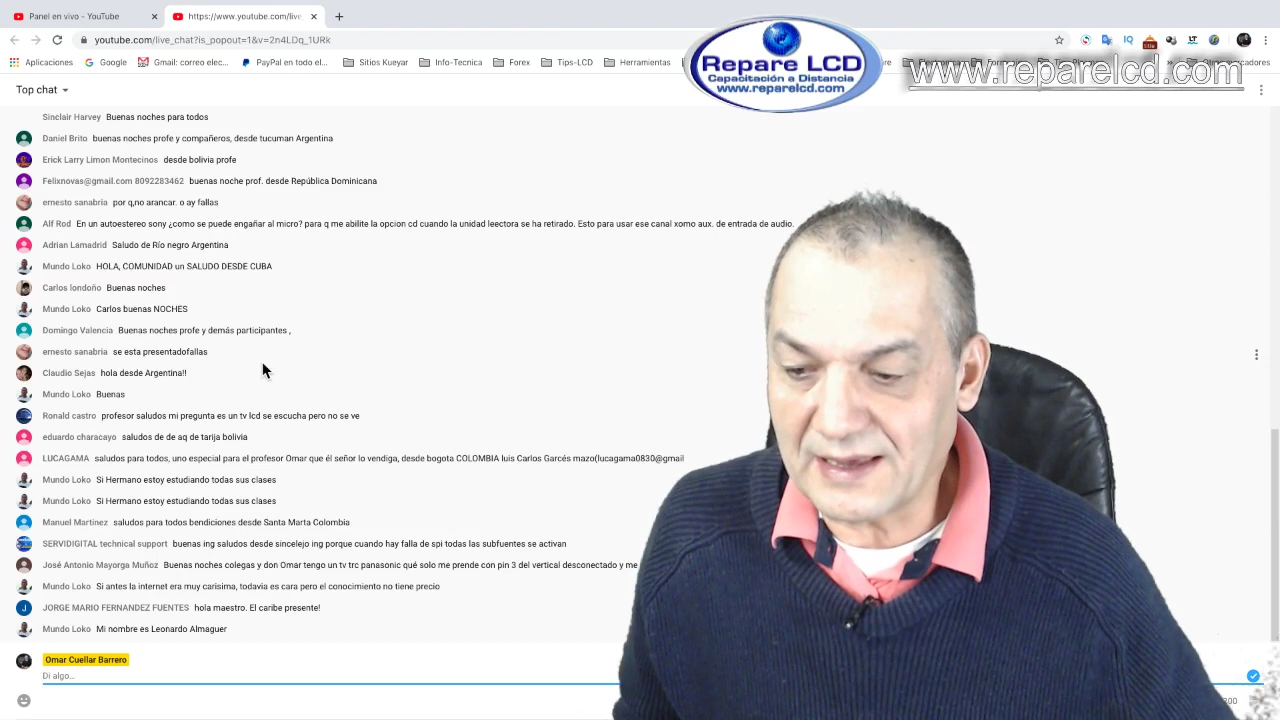 Panel en vivo - YouTube
https://www.youtube.com/live_
youtube.com/live_chat?is_popout=1&v=2n4LDq_1URk
Aplicaciones Google Gmail: correo elec... PayPal en todo el... Sitios Kueyar Info-Tecnica Forex Tips-LCD Herramientas
Repare LCD
Capacitación a Distancia
www.reparelcd.com
www.reparelcd.com
Top chat
Sinclair Harvey Buenas noches para todos
Daniel Brito buenas noches profe y compañeros, desde tucuman Argentina
Erick Larry Limon Montecinos desde bolivia profe
Felixnovas@gmail.com 8092283462 buenas noche prof. desde República Dominicana
ernesto sanabria por q,no arancar. o ay fallas
Alf Rod En un autoestereo sony ¿como se puede engañar al micro? para q me abilite la opcion cd cuando la unidad leectora se ha retirado. Esto para usar ese canal xomo aux. de entrada de audio.
Adrian Lamadrid Saludo de Río negro Argentina
Mundo Loko HOLA, COMUNIDAD un SALUDO DESDE CUBA
Carlos londoño Buenas noches
Mundo Loko Carlos buenas NOCHES
Domingo Valencia Buenas noches profe y demás participantes ,
ernesto sanabria se esta presentadofallas
Claudio Sejas hola desde Argentina!!
Mundo Loko Buenas
Ronald castro profesor saludos mi pregunta es un tv lcd se escucha pero no se ve
eduardo characayo saludos de de aq de tarija bolivia
LUCAGAMA saludos para todos, uno especial para el profesor Omar que él señor lo vendiga, desde bogota COLOMBIA luis Carlos Garcés mazo(lucagama0830@gmail
Mundo Loko Si Hermano estoy estudiando todas sus clases
Mundo Loko Si Hermano estoy estudiando todas sus clases
Manuel Martinez saludos para todos bendiciones desde Santa Marta Colombia
SERVIDIGITAL technical support buenas ing saludos desde sincelejo ing porque cuando hay falla de spi todas las subfuentes se activan
José Antonio Mayorga Muñoz Buenas noches colegas y don Omar tengo un tv trc panasonic qué solo me prende con pin 3 del vertical desconectado y me
Mundo Loko Si antes la internet era muy carisima, todavia es cara pero el conocimiento no tiene precio
J JORGE MARIO FERNANDEZ FUENTES hola maestro. El caribe presente!
Mundo Loko Mi nombre es Leonardo Almaguer
Omar Cuellar Barrero
Di algo...